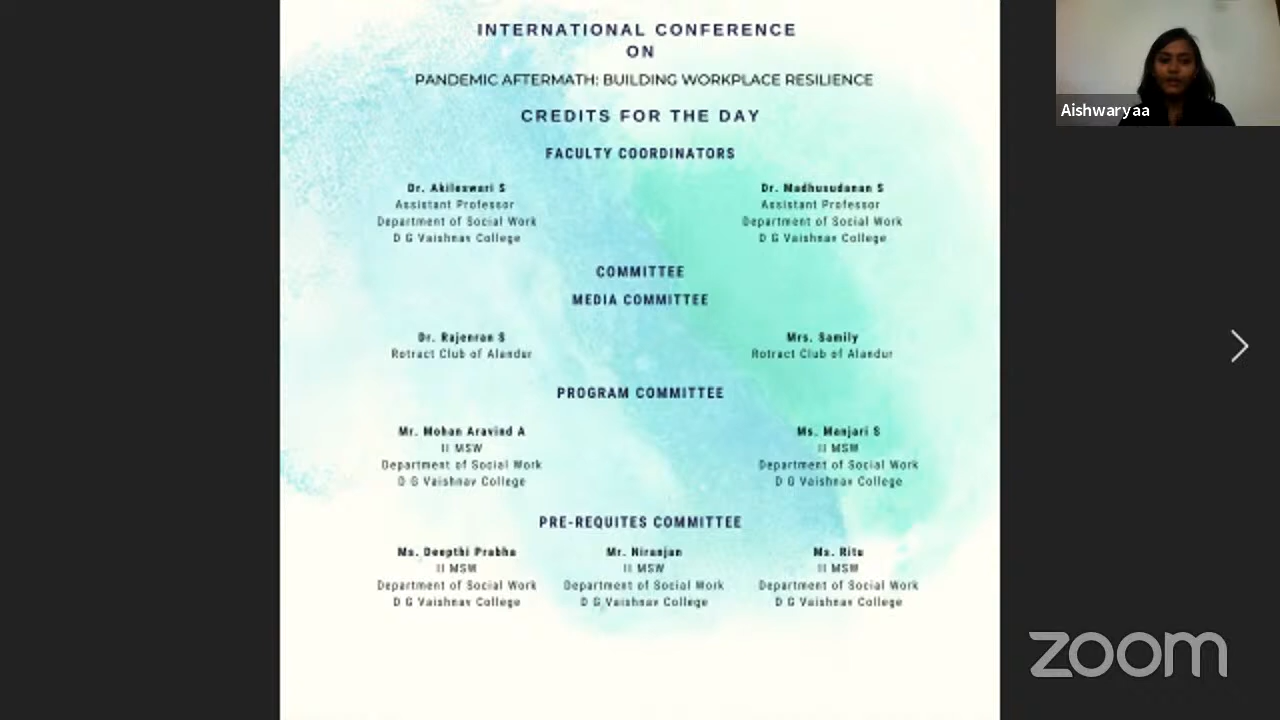 INTERNATIONAL CONFERENCE
ON
PANDEMIC AFTERMATH: BUILDING WORKPLACE RESILIENCE
CREDITS FOR THE DAY
FACULTY COORDINATORS
Dr. Akileswari S
Assistant Professor
Department of Social Work
D G Vaishnav College
Dr. Madhusudanan S
Assistant Professor
Department of Social Work
D G Vaishnav College
COMMITTEE
MEDIA COMMITTEE
Dr. Rajenran S
Rotract Club of Alandur
Mrs. Samily
Rotract Club of Alandur
PROGRAM COMMITTEE
Mr. Mohan Aravind A
II MSW
Department of Social Work
D G Vaishnav College
Ms. Manjari S
II MSW
Department of Social Work
D G Vaishnav College
PRE-REQUITES COMMITTEE
Ms. Deepthi Prabha
II MSW
Department of Social Work
D G Vaishnav College
Mr. Niranjan
II MSW
Department of Social Work
D G Vaishnav College
Ms. Ritu
II MSW
Department of Social Work
D G Vaishnav College
Aishwaryaa
zoom